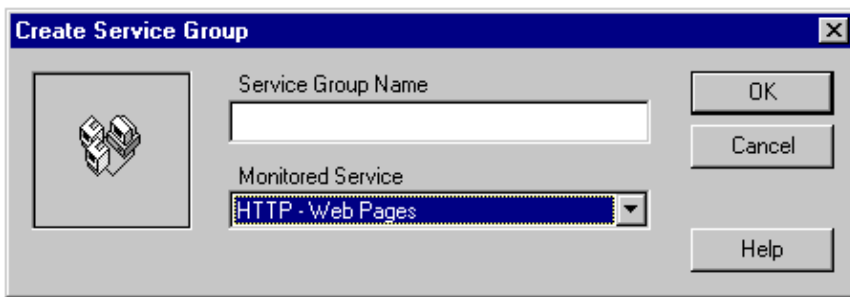 Create Service Group
Service Group Name
OK
Cancel
Monitored Service
HTTP - Web Pages
Help